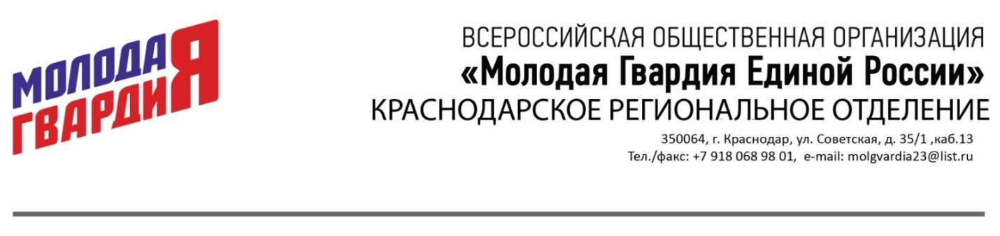 МОЛОДАЯ
ГВАРДИЯ
ВСЕРОССИЙСКАЯ ОБЩЕСТВЕННАЯ ОРГАНИЗАЦИЯ
«Молодая Гвардия Единой России»
КРАСНОДАРСКОЕ РЕГИОНАЛЬНОЕ ОТДЕЛЕНИЕ
350064, г. Краснодар, ул. Советская, д. 35/1 ,каб.13
Тел./факс: +7 918 068 98 01, e-mail: molgvardia23@list.ru